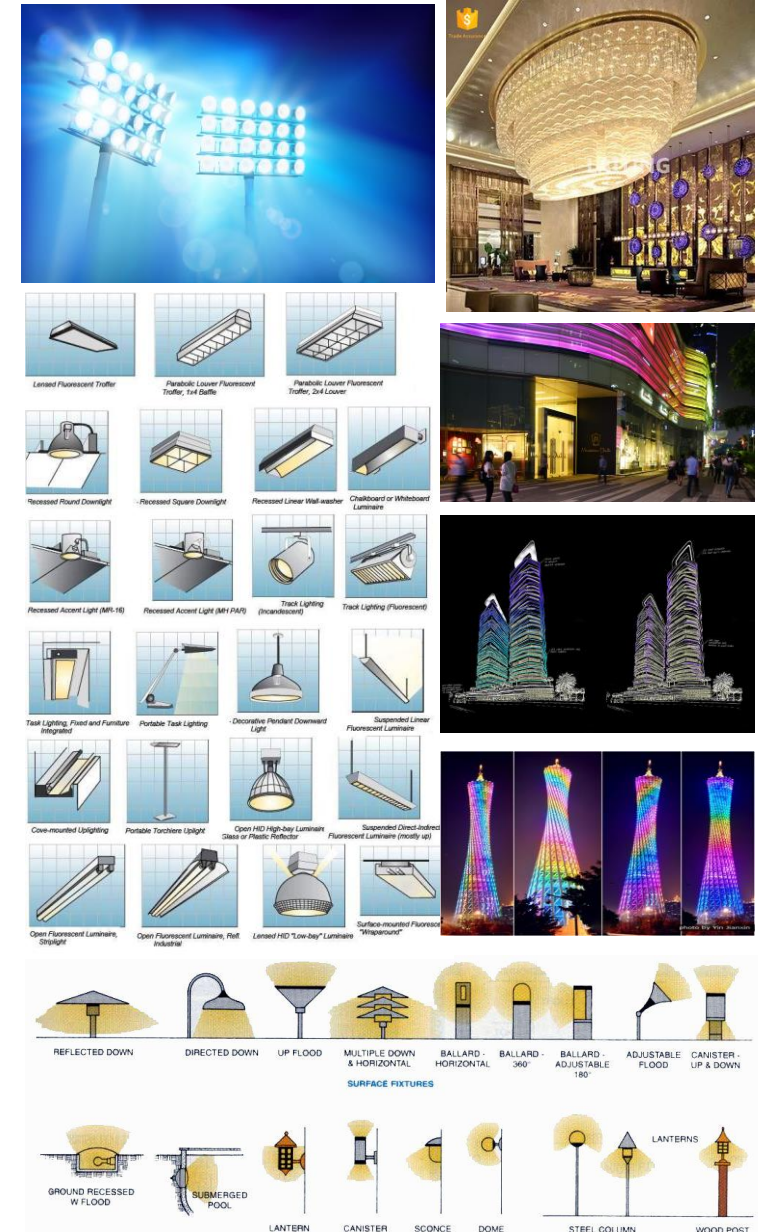 Trade Assurance
Lensed Fluorescent Troffer
Parabolic Louver Fluorescent
Troffer, 1x4 Baffle
Parabolic Louver Fluorescent
Troffer, 2x4 Louver
Recessed Round Downlight
- Recessed Square Downlight
Recessed Linear Wall-washer
Chalkboard or Whiteboard
Luminaire
Recessed Accent Light (MR-16)
Recessed Accent Light (MH PAR)
Track Lighting
(Incandescent)
Track Lighting (Fluorescent)
Task Lighting, Fixed and Furniture
Integrated
Portable Task Lighting
- Decorative Pendant Downward
Light
Suspended Linear
Fluorescent Luminaire
Cove-mounted Uplighting
Portable Torchiere Uplight
Open HID High-bay Luminaire
Glass or Plastic Reflector
Suspended Direct-Indirect
Fluorescent Luminaire (mostly up)
Open Fluorescent Luminaire,
Striplight
Open Fluorescent Luminaire, Refl.
Industrial
Lensed HID "Low-bay" Luminaire
Surface-mounted Fluoresce
"Wraparound"
photo by Yin Jianxin
REFLECTED DOWN
DIRECTED DOWN
UP FLOOD
MULTIPLE DOWN
& HORIZONTAL
BALLARD -
HORIZONTAL
BALLARD -
360°
BALLARD -
ADJUSTABLE
180°
ADJUSTABLE
FLOOD
CANISTER -
UP & DOWN
SURFACE FIXTURES
GROUND RECESSED
W FLOOD
SUBMERGED
POOL
LANTERN
CANISTER
SCONCE
DOME
LANTERNS
STEEL COLUMN
WOOD POST